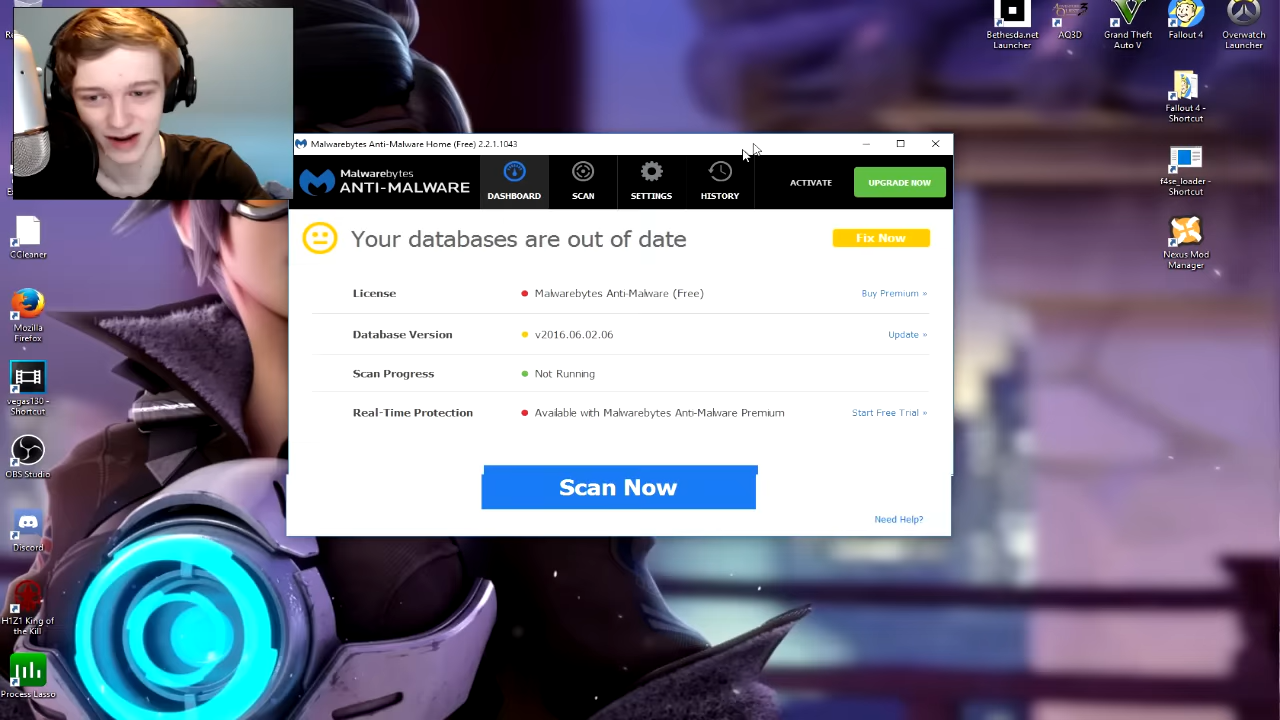 Bethesda.net
Launcher
AQ3D
Grand Theft
Auto V
Fallout 4
Overwatch
Launcher
Fallout 4 -
Shortcut
f4se_loader -
Shortcut
Nexus Mod
Manager
CCleaner
Mozilla
Firefox
vegas130 -
Shortcut
OBS Studio
Discord
H1Z1 King of
the Kill
Process Lasso
Malwarebytes Anti-Malware Home (Free) 2.2.1.1043
Malwarebytes
ANTI-MALWARE
DASHBOARD
SCAN
SETTINGS
HISTORY
ACTIVATE
UPGRADE NOW
Your databases are out of date
Fix Now
License
Malwarebytes Anti-Malware (Free)
Buy Premium »
Database Version
v2016.06.02.06
Update »
Scan Progress
Not Running
Real-Time Protection
Available with Malwarebytes Anti-Malware Premium
Start Free Trial »
Scan Now
Need Help?